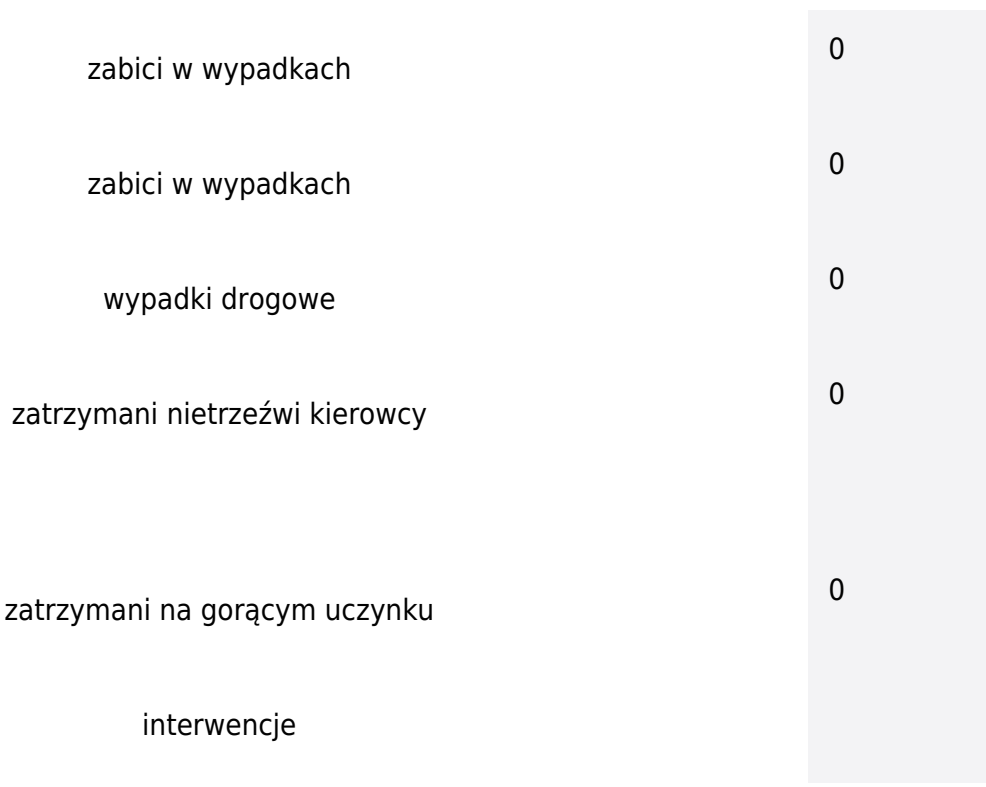 zabici w wypadkach 0
zabici w wypadkach 0
wypadki drogowe 0
zatrzymani nietrzeźwi kierowcy 0
zatrzymani na gorącym uczynku 0
interwencje